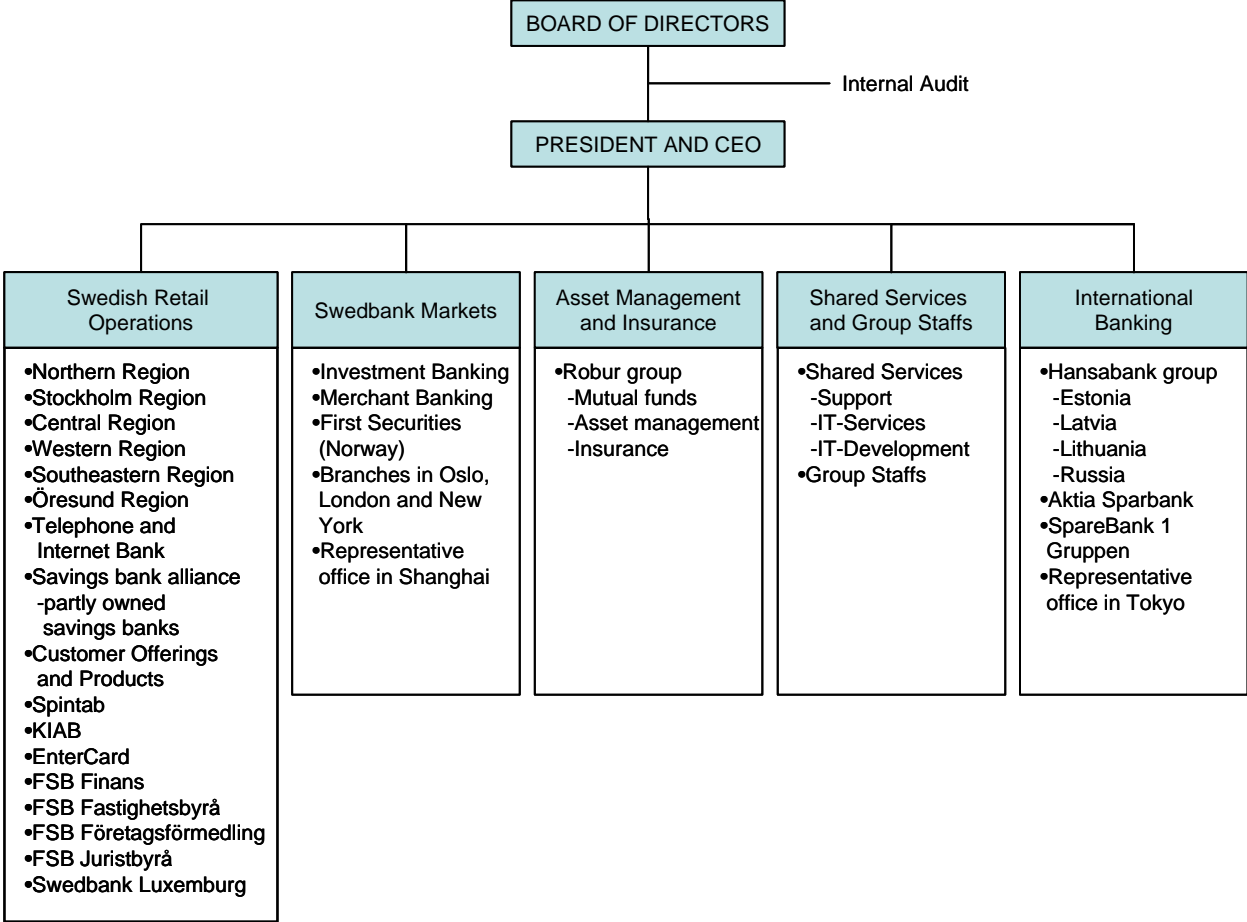 BOARD OF DIRECTORS
Internal Audit
PRESIDENT AND CEO
Swedish Retail
Operations
•Northern Region
•Stockholm Region
•Central Region
•Western Region
•Southeastern Region
•Öresund Region
•Telephone and
Internet Bank
•Savings bank alliance
-partly owned
savings banks
•Customer Offerings
and Products
•Spintab
•KIAB
•EnterCard
•FSB Finans
•FSB Fastighetsbyrå
•FSB Företagsförmedling
•FSB Juristbyrå
•Swedbank Luxemburg
Swedbank Markets
•Investment Banking
•Merchant Banking
•First Securities
(Norway)
•Branches in Oslo,
London and New
York
•Representative
office in Shanghai
Asset Management
and Insurance
•Robur group
-Mutual funds
-Asset management
-Insurance
Shared Services
and Group Staffs
•Shared Services
-Support
-IT-Services
-IT-Development
•Group Staffs
International
Banking
•Hansabank group
-Estonia
-Latvia
-Lithuania
-Russia
•Aktia Sparbank
•SpareBank 1
Gruppen
•Representative
office in Tokyo